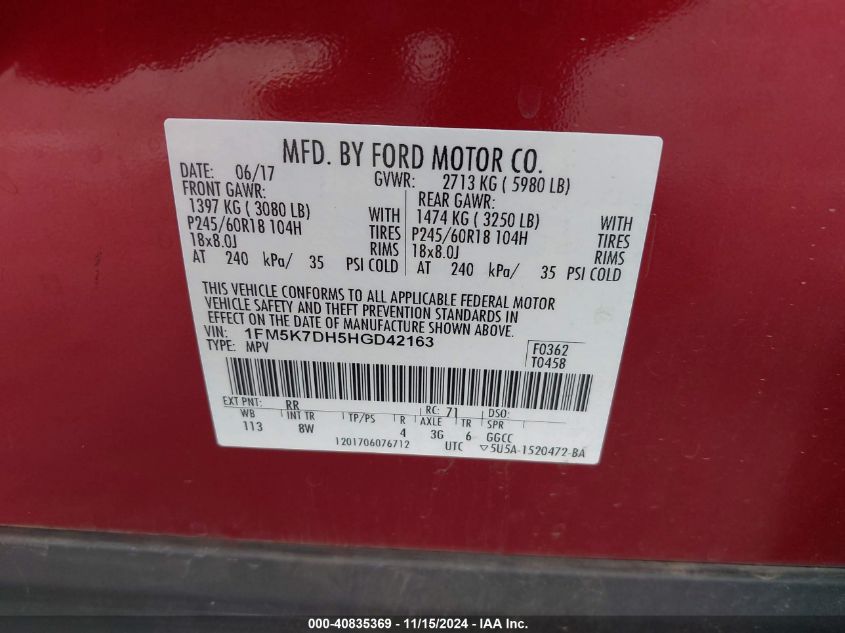 MFD. BY FORD MOTOR CO.
DATE: 06/17
GVWR: 2713 KG ( 5980 LB)
FRONT GAWR:
1397 KG ( 3080 LB) WITH
P245/60R18 104H TIRES
18x8.0J RIMS
AT 240 kPa/ 35 PSI COLD
REAR GAWR:
1474 KG ( 3250 LB) WITH
P245/60R18 104H TIRES
18x8.0J RIMS
AT 240 kPa/ 35 PSI COLD
THIS VEHICLE CONFORMS TO ALL APPLICABLE FEDERAL MOTOR
VEHICLE SAFETY AND THEFT PREVENTION STANDARDS IN
EFFECT ON THE DATE OF MANUFACTURE SHOWN ABOVE.
VIN: 1FM5K7DH5HGD42163
TYPE: MPV
F0362
T0458
EXT PNT: RR RC: 71 DSO:
WB INT TR TP/PS R AXLE TR SPR
113 8W 4 3G 6 GGCC
1201706076712 UTC ▽5U5A-1520472-BA
000-40835369 - 11/15/2024 - IAA Inc.